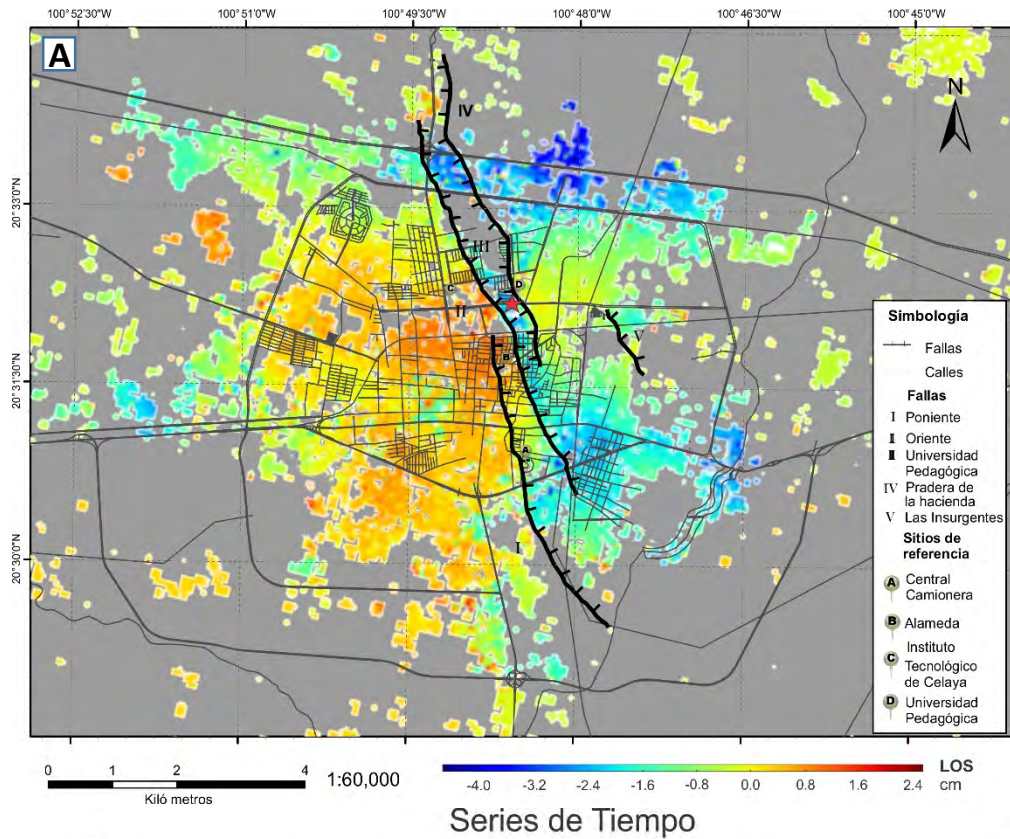 100°52'30"O 100°51'0"O 100°49'30"O 100°48'0"O 100°46'30"O 100°45'0"O
A
N
20°33'0"N
20°31'30"N
20°30'0"N
IV
III
II
I
V
A
B
C
D
Simbología
Fallas
Calles
Fallas
I Poniente
II Oriente
III Universidad
Pedagógica
IV Pradera de
la hacienda
V Las Insurgentes
Sitios de
referencia
A Central
Camionera
B Alameda
Instituto
C Tecnológico
de Celaya
D Universidad
Pedagógica
0 1 2 4
Kiló metros
1:60,000
-4.0 -3.2 -2.4 -1.6 -0.8 0.0 0.8 1.6 2.4
LOS
cm
Series de Tiempo